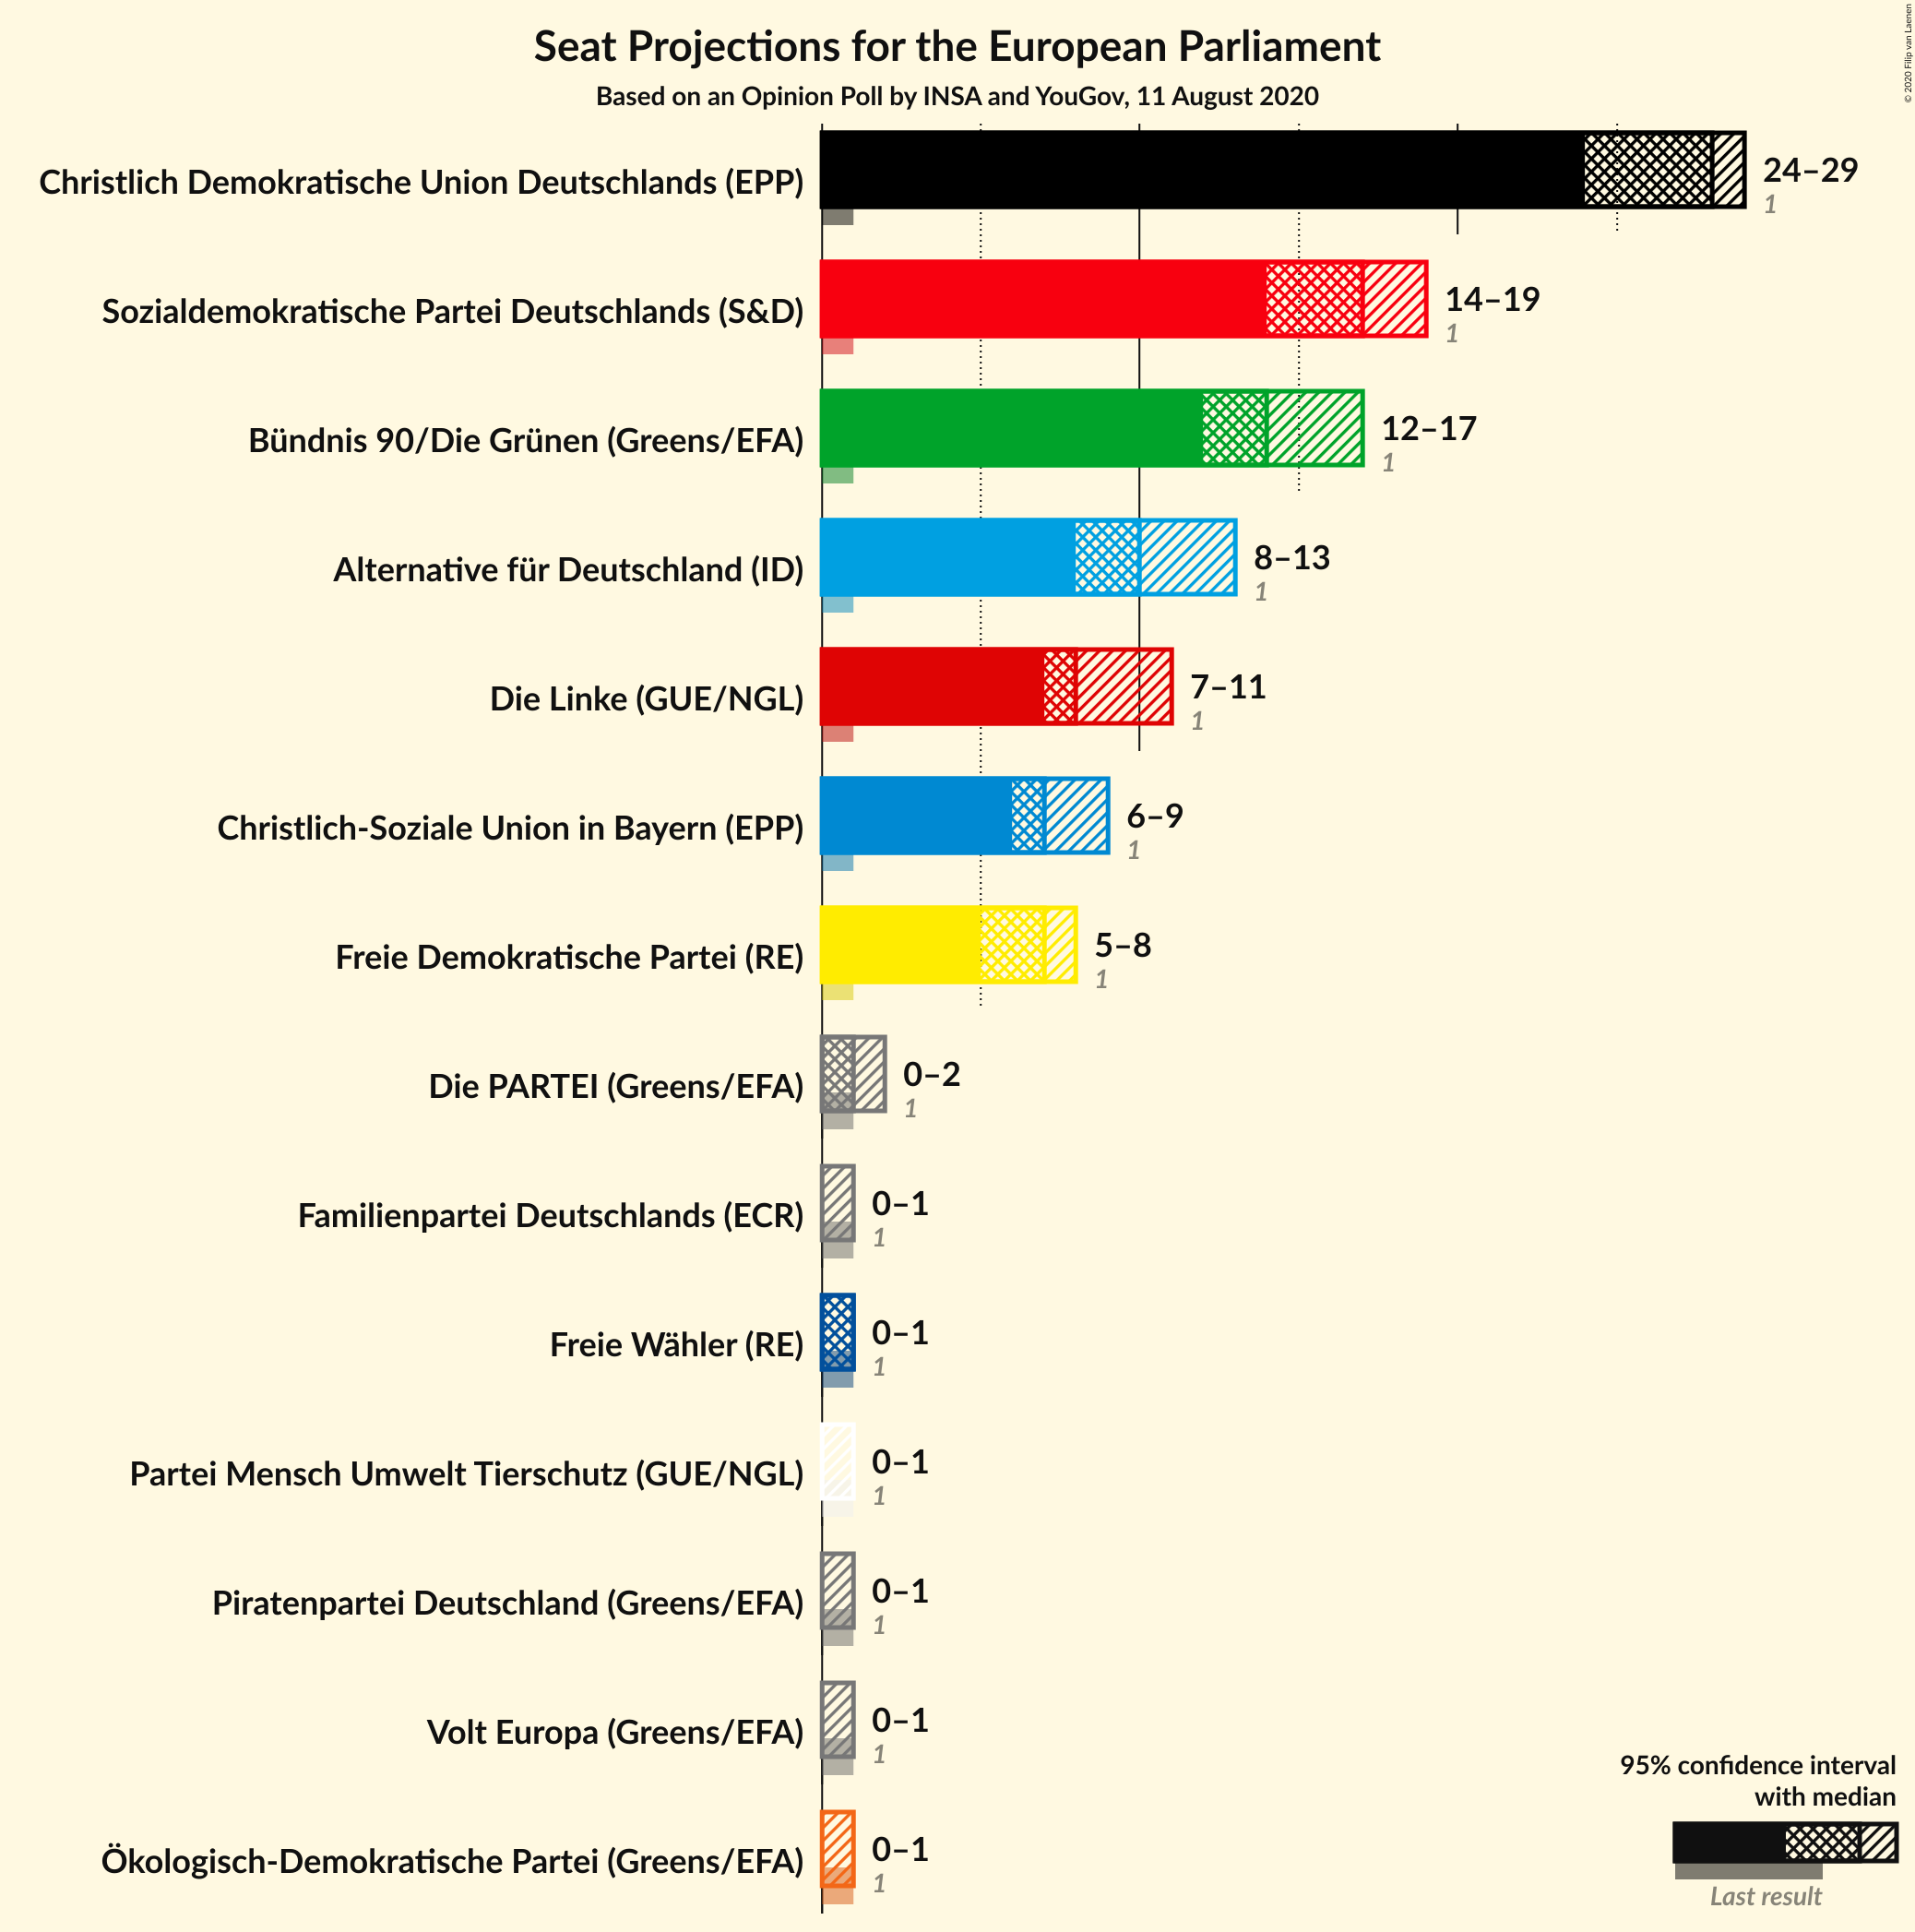 Seat Projections for the European Parliament
Based on an Opinion Poll by INSA and YouGov, 11 August 2020
© 2020 Filip van Laenen
Christlich Demokratische Union Deutschlands (EPP)
24–29
1
Sozialdemokratische Partei Deutschlands (S&D)
14–19
1
Bündnis 90/Die Grünen (Greens/EFA)
12–17
1
Alternative für Deutschland (ID)
8–13
1
Die Linke (GUE/NGL)
7–11
1
Christlich-Soziale Union in Bayern (EPP)
6–9
1
Freie Demokratische Partei (RE)
5–8
1
Die PARTEI (Greens/EFA)
0–2
1
Familienpartei Deutschlands (ECR)
0–1
1
Freie Wähler (RE)
0–1
1
Partei Mensch Umwelt Tierschutz (GUE/NGL)
0–1
1
Piratenpartei Deutschland (Greens/EFA)
0–1
1
Volt Europa (Greens/EFA)
0–1
1
Ökologisch-Demokratische Partei (Greens/EFA)
0–1
1
95% confidence interval
with median
Last result